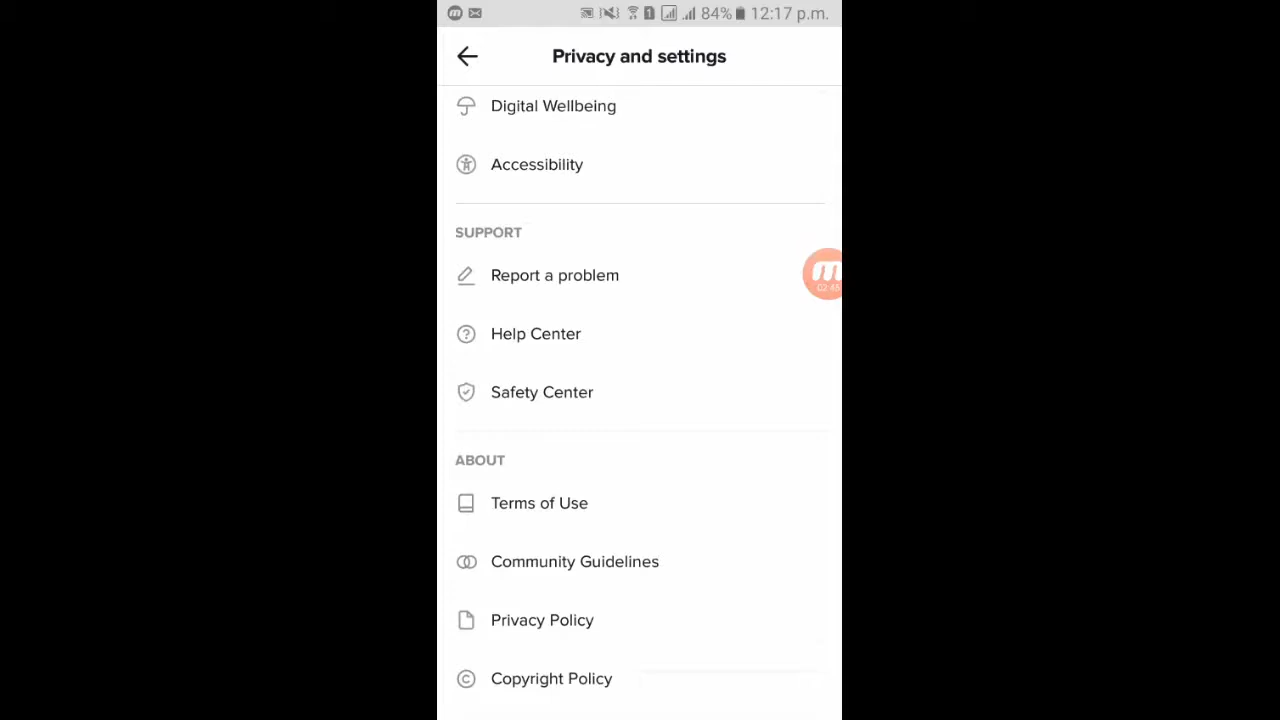 84% 12:17 p.m.
Privacy and settings
Digital Wellbeing
Accessibility
SUPPORT
Report a problem
Help Center
Safety Center
ABOUT
Terms of Use
Community Guidelines
Privacy Policy
Copyright Policy